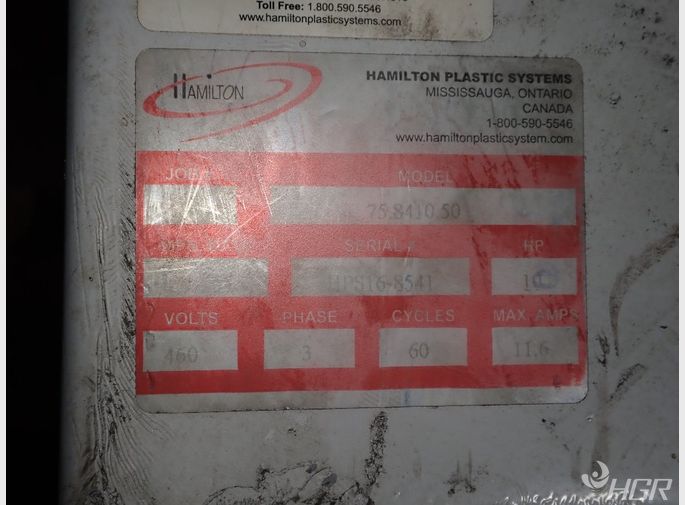 Toll Free: 1.800.590.5546
www.hamiltonplasticsystems.com
HAMILTON
HAMILTON PLASTIC SYSTEMS
MISSISSAUGA, ONTARIO
CANADA
1-800-590-5546
www.hamiltonplasticsystem.com
MODEL
75.8410.50
SERIAL # HP
HPS16-8541
VOLTS PHASE CYCLES MAX. AMPS
460 3 60 11.6
HGR